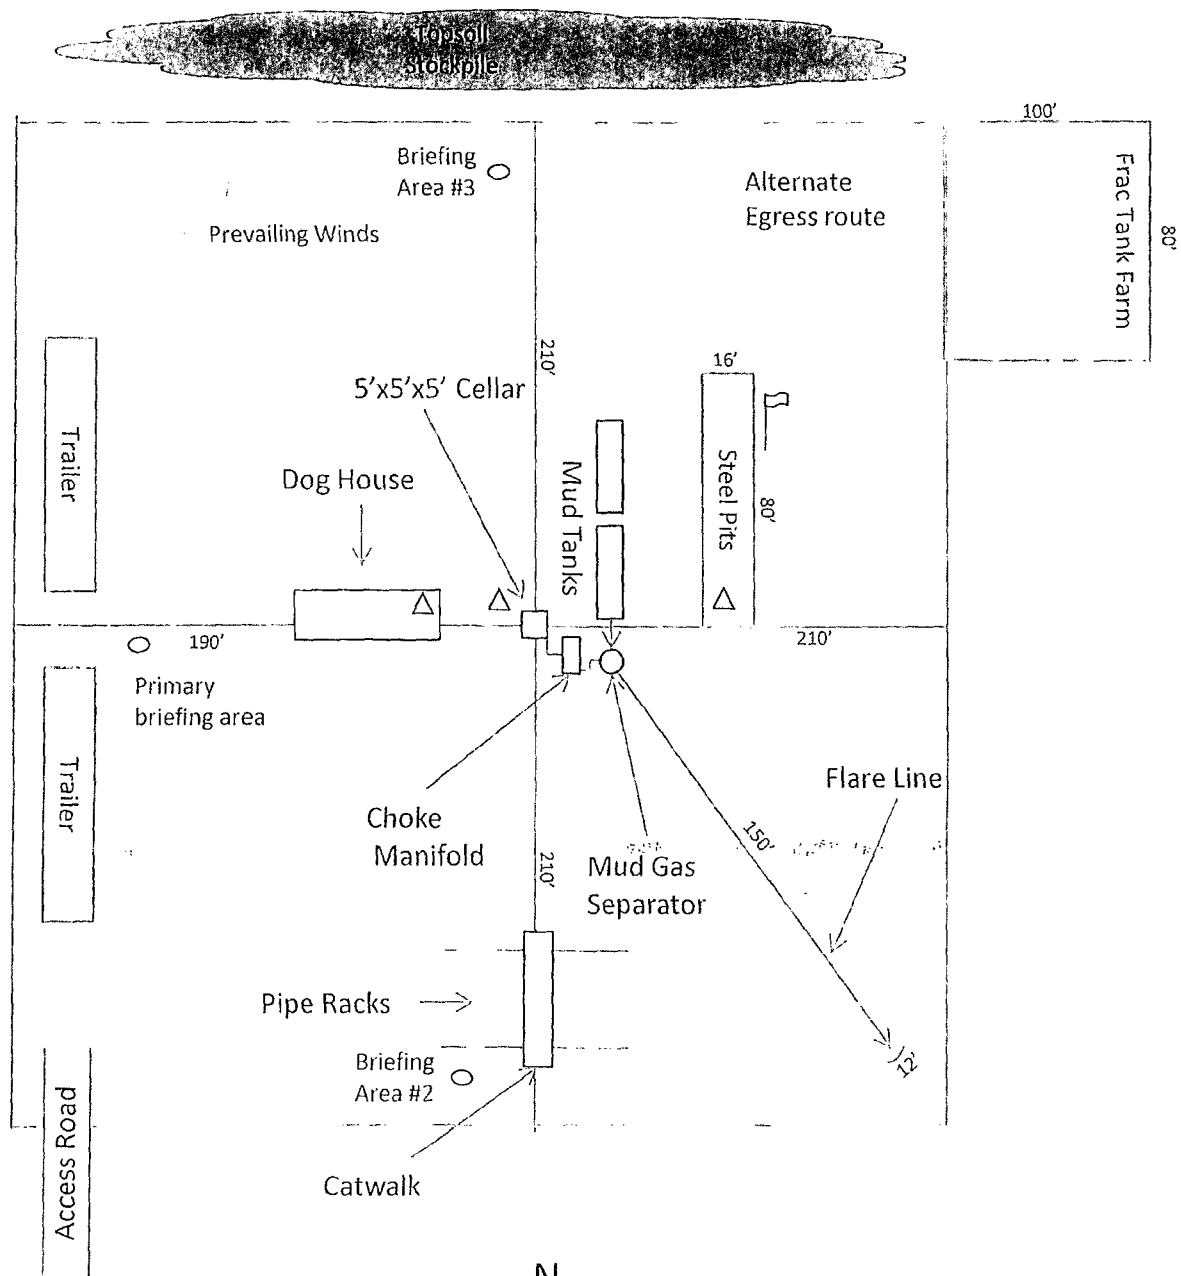 Topsoil
Stockpile
100'
Briefing
Area #3
Alternate
Egress route
Frac Tank Farm
80'
Prevailing Winds
210'
16'
5'x5'x5' Cellar
Trailer
Dog House
Mud Tanks
Steel Pits
80'
190'
210'
Primary
briefing area
Trailer
Flare Line
Choke
Manifold
150'
210'
Mud Gas
Separator
Pipe Racks
Briefing
Area #2
12'
Access Road
Catwalk
N